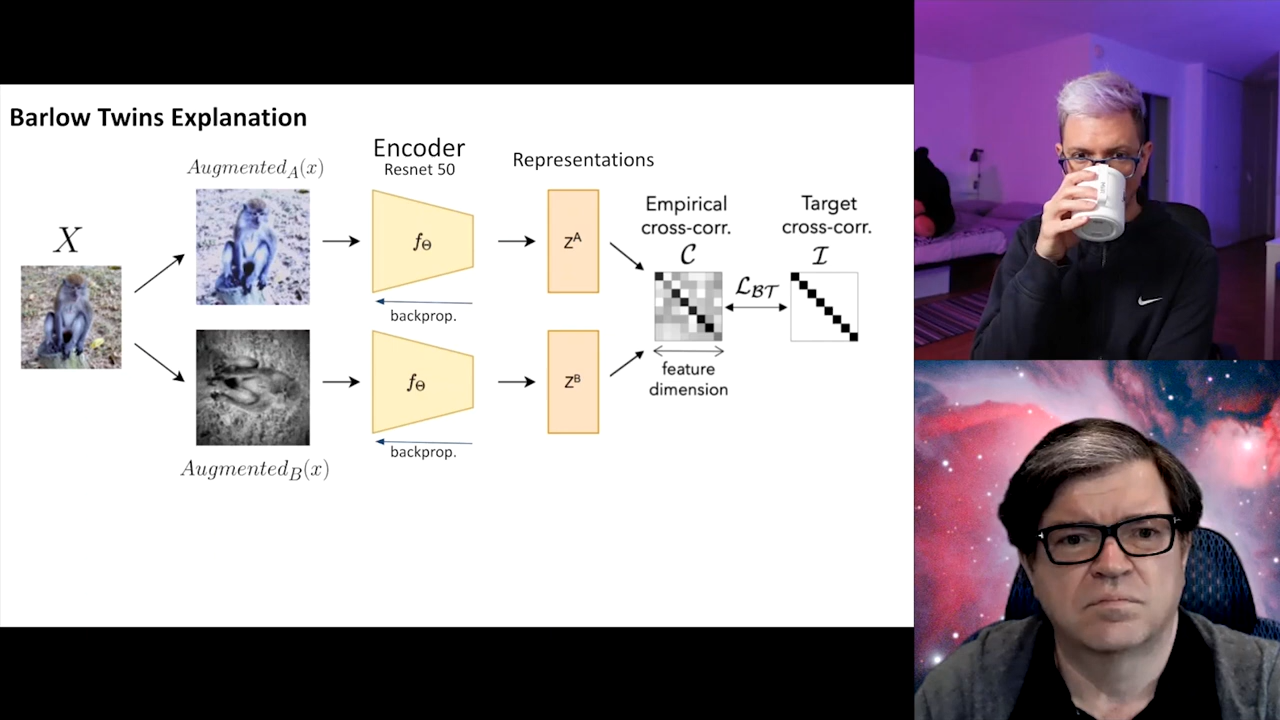 Barlow Twins Explanation
Augmented_A(x)
Encoder
Resnet 50
Representations
X
f_Θ
Z^A
Empirical
cross-corr.
C
Target
cross-corr.
I
L_BT
backprop.
f_Θ
Z^B
feature
dimension
backprop.
Augmented_B(x)